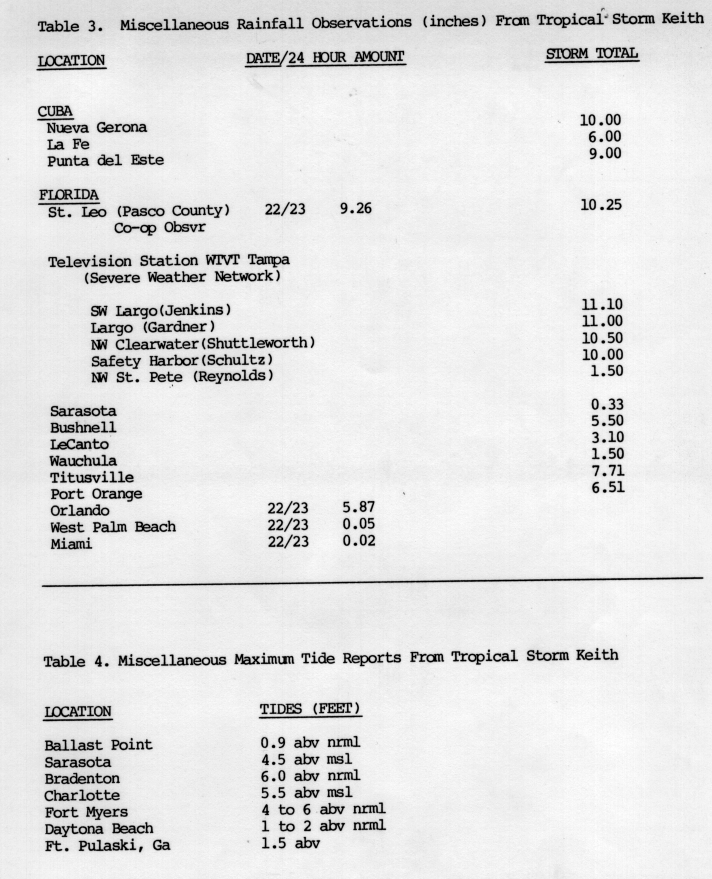 Table 3. Miscellaneous Rainfall Observations (inches) From Tropical Storm Keith
LOCATION DATE/24 HOUR AMOUNT STORM TOTAL
CUBA
Nueva Gerona 10.00
La Fe 6.00
Punta del Este 9.00
FLORIDA
St. Leo (Pasco County) 22/23 9.26 10.25
Co-op Obsvr
Television Station WTVT Tampa
(Severe Weather Network)
SW Largo(Jenkins) 11.10
Largo (Gardner) 11.00
NW Clearwater(Shuttleworth) 10.50
Safety Harbor(Schultz) 10.00
NW St. Pete (Reynolds) 1.50
Sarasota 0.33
Bushnell 5.50
LeCanto 3.10
Wauchula 1.50
Titusville 7.71
Port Orange 6.51
Orlando 22/23 5.87
West Palm Beach 22/23 0.05
Miami 22/23 0.02
Table 4. Miscellaneous Maximum Tide Reports From Tropical Storm Keith
LOCATION TIDES (FEET)
Ballast Point 0.9 abv nrml
Sarasota 4.5 abv msl
Bradenton 6.0 abv nrml
Charlotte 5.5 abv msl
Fort Myers 4 to 6 abv nrml
Daytona Beach 1 to 2 abv nrml
Ft. Pulaski, Ga 1.5 abv